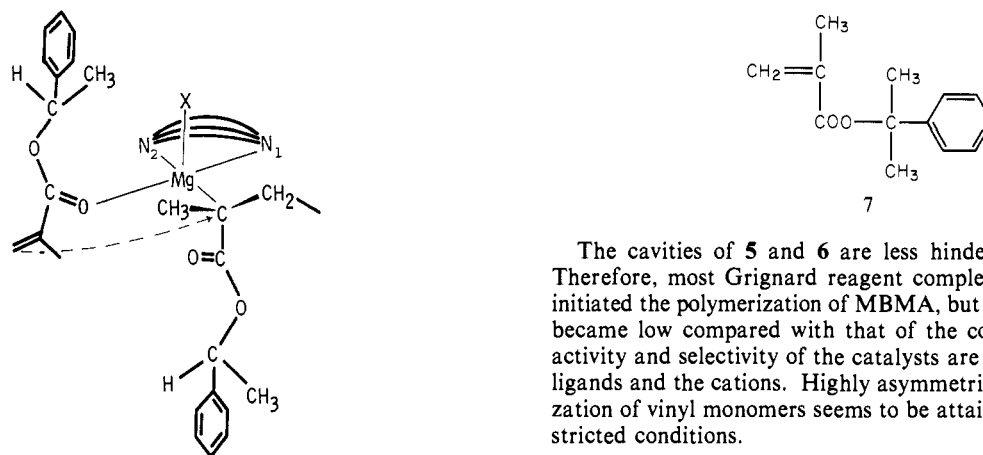 H
CH₃
C
O
C
O
X
N₂
N₁
Mg
CH₃
C
CH₂
O=C
O
C
H
CH₃
CH₃
CH₂
CH₃
COO
C
CH₃
7
The cavities of 5 and 6 are less hinde
Therefore, most Grignard reagent comple
initiated the polymerization of MBMA, but
became low compared with that of the co
activity and selectivity of the catalysts are
ligands and the cations. Highly asymmetri
zation of vinyl monomers seems to be attai
stricted conditions.